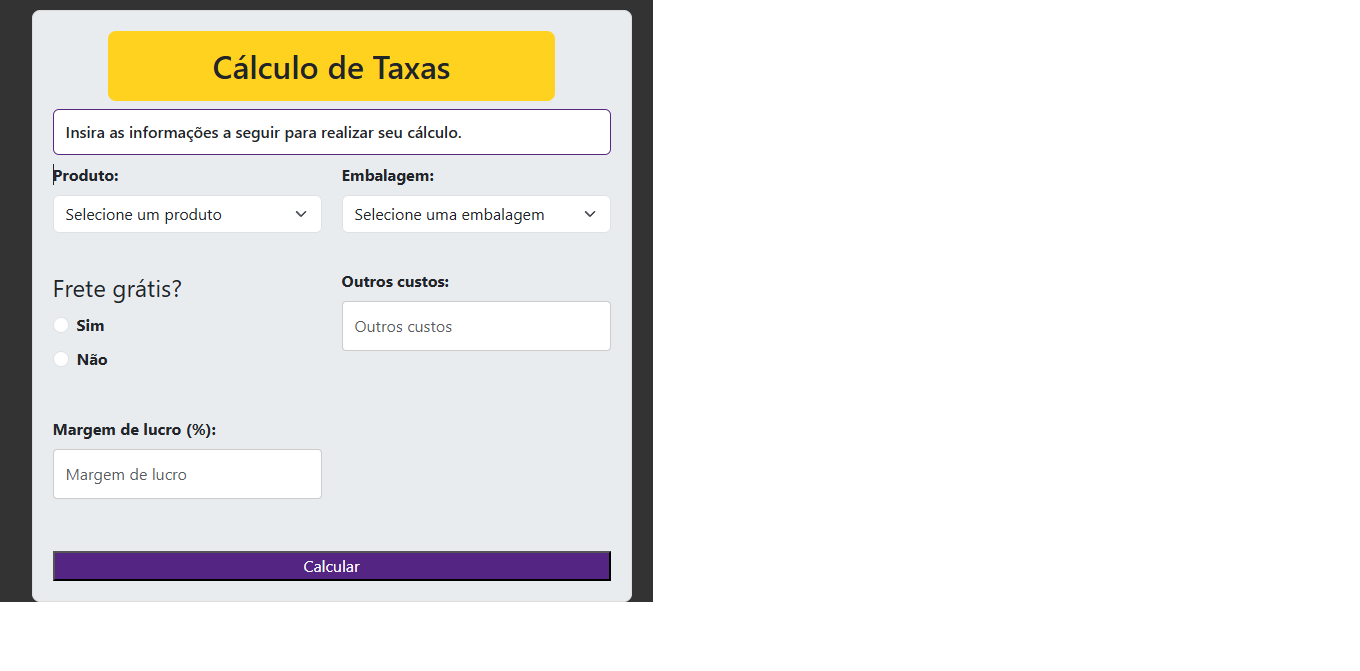 Cálculo de Taxas
Insira as informações a seguir para realizar seu cálculo.
Produto:
Selecione um produto
Embalagem:
Selecione uma embalagem
Frete grátis?
Sim
Não
Outros custos:
Outros custos
Margem de lucro (%):
Margem de lucro
Calcular